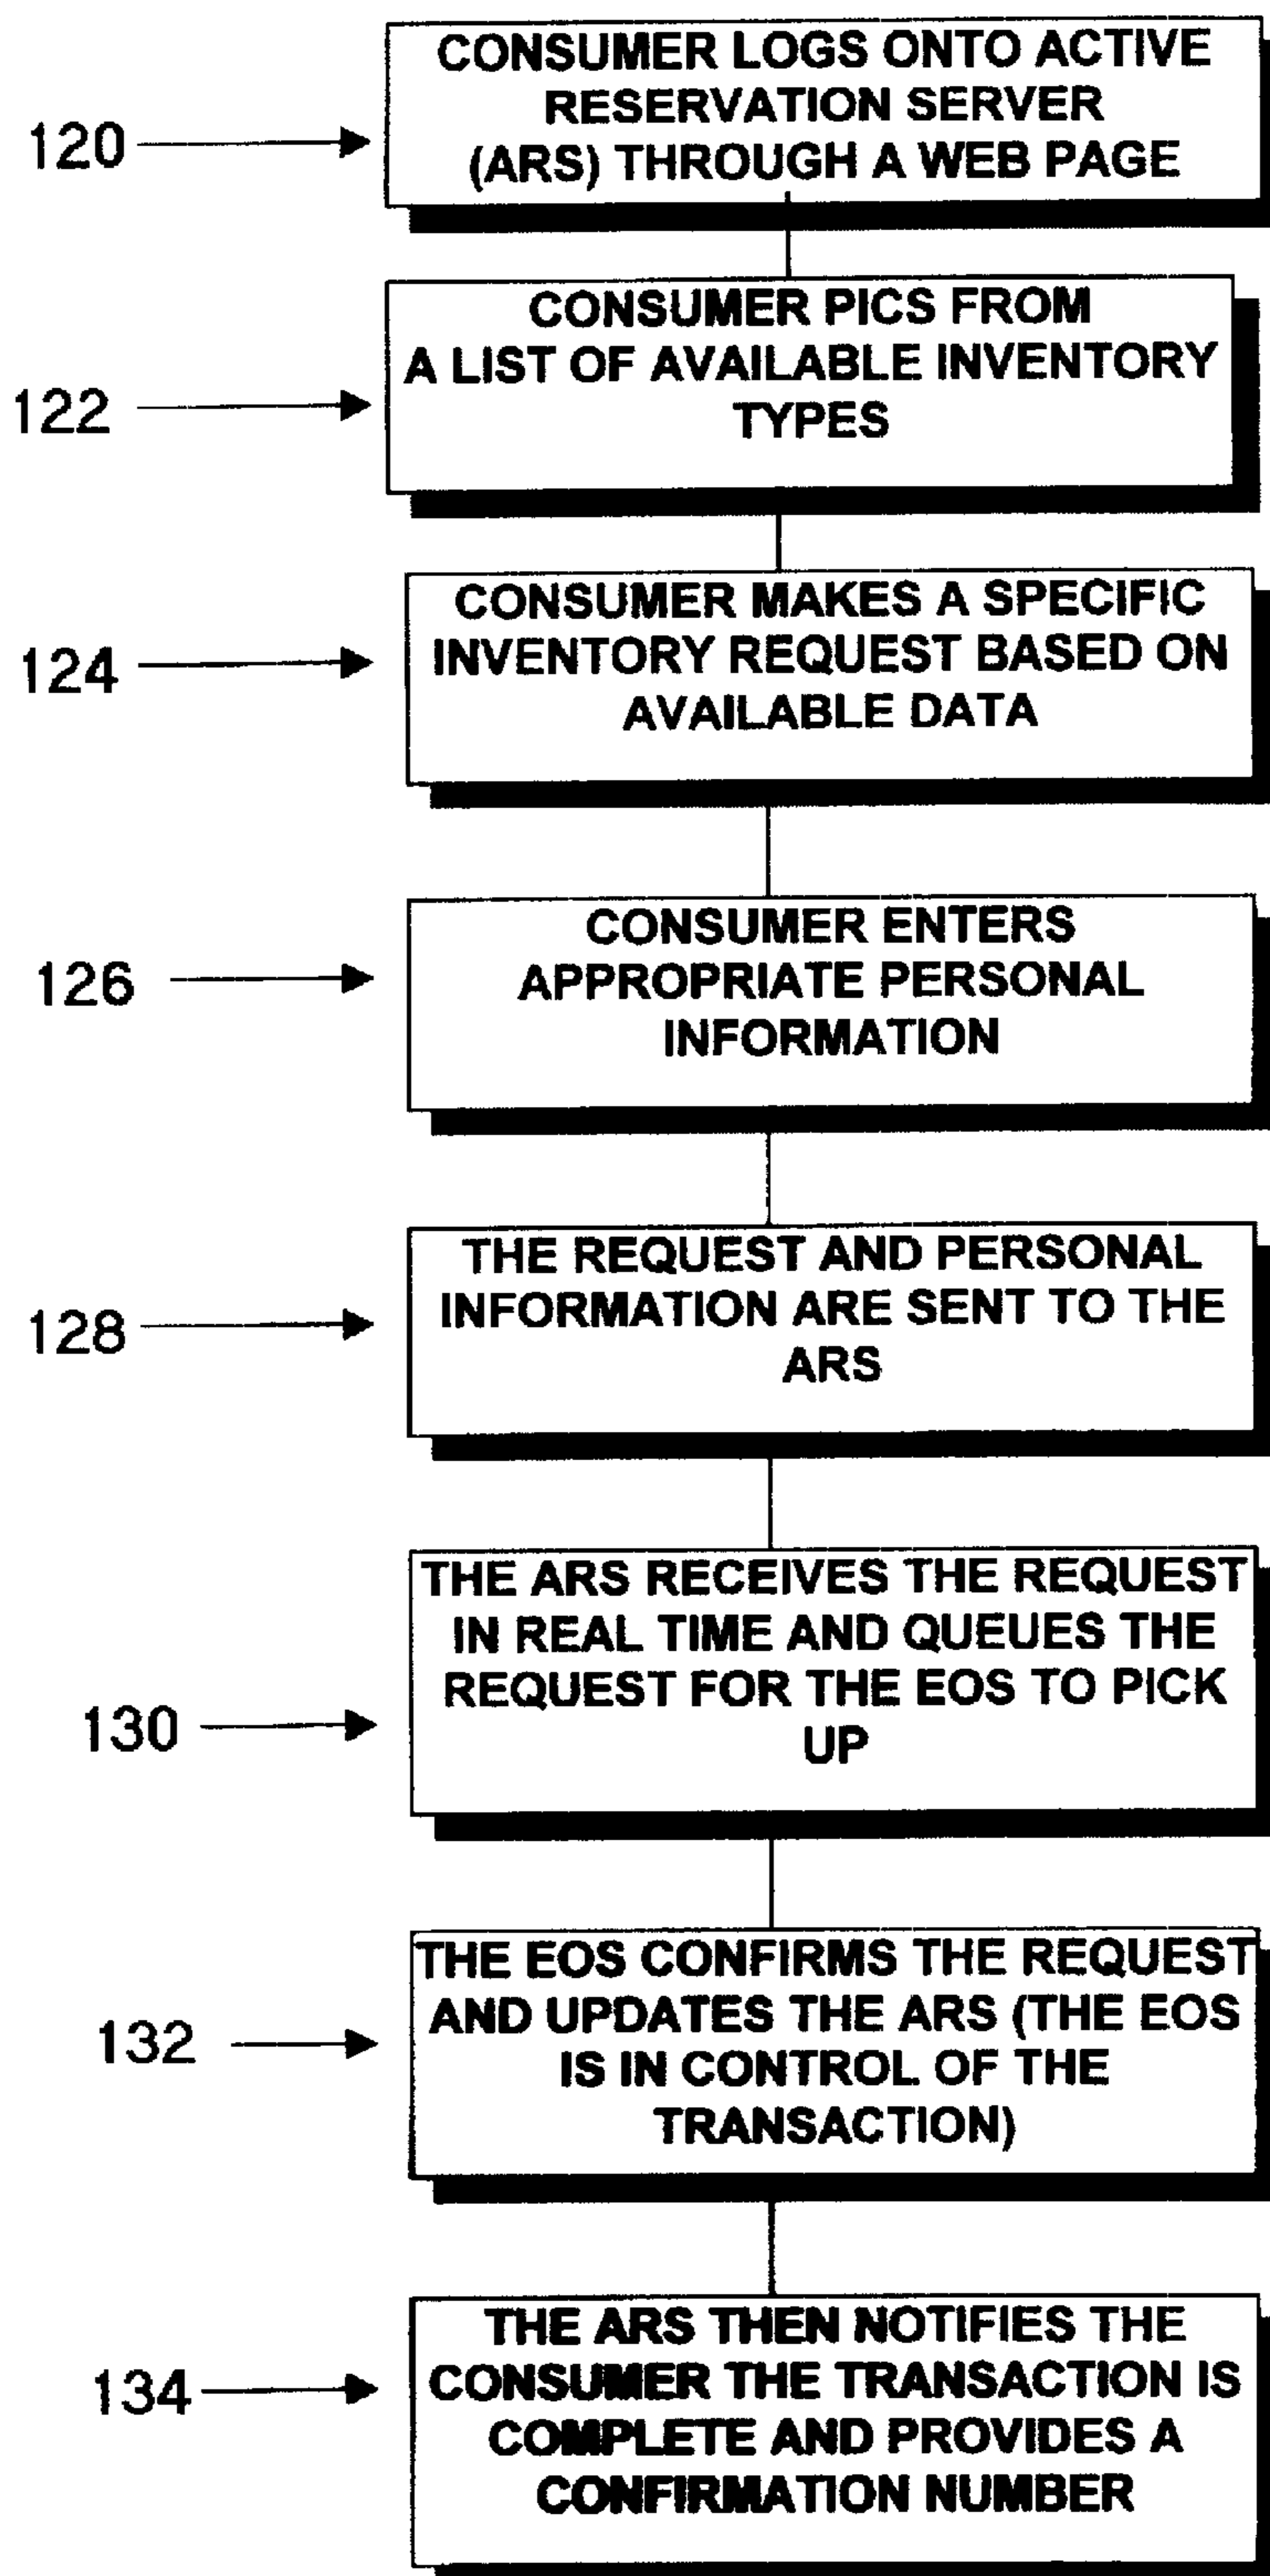 CONSUMER LOGS ONTO ACTIVE
RESERVATION SERVER
(ARS) THROUGH A WEB PAGE
120
CONSUMER PICS FROM
A LIST OF AVAILABLE INVENTORY
TYPES
122
CONSUMER MAKES A SPECIFIC
INVENTORY REQUEST BASED ON
AVAILABLE DATA
124
CONSUMER ENTERS
APPROPRIATE PERSONAL
INFORMATION
126
THE REQUEST AND PERSONAL
INFORMATION ARE SENT TO THE
ARS
128
THE ARS RECEIVES THE REQUEST
IN REAL TIME AND QUEUES THE
REQUEST FOR THE EOS TO PICK
UP
130
THE EOS CONFIRMS THE REQUEST
AND UPDATES THE ARS (THE EOS
IS IN CONTROL OF THE
TRANSACTION)
132
THE ARS THEN NOTIFIES THE
CONSUMER THE TRANSACTION IS
COMPLETE AND PROVIDES A
CONFIRMATION NUMBER
134